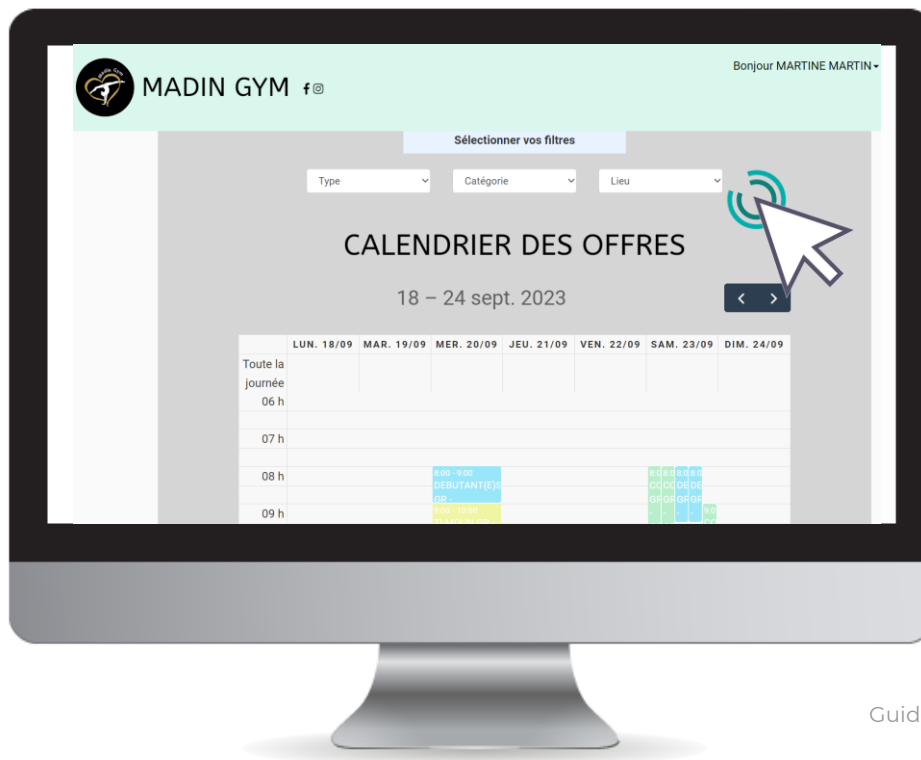 Madin Gym
MADIN GYM
Bonjour MARTINE MARTIN
Sélectionner vos filtres
Type
Catégorie
Lieu
CALENDRIER DES OFFRES
18 – 24 sept. 2023
LUN. 18/09 MAR. 19/09 MER. 20/09 JEU. 21/09 VEN. 22/09 SAM. 23/09 DIM. 24/09
Toute la
journée
06 h
07 h
08 h
8:00 - 9:00
DEBUTANT(E)S
GR -
09 h
9:00 - 10:00
Guid